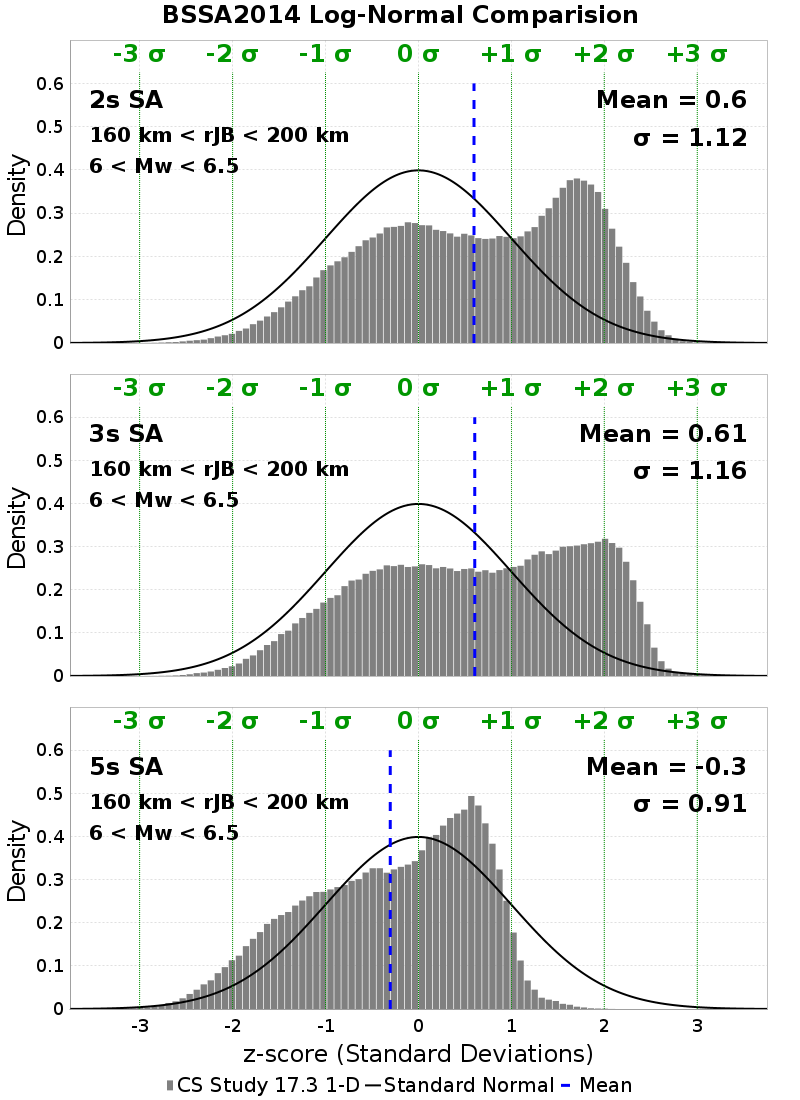 BSSA2014 Log-Normal Comparision
-3 σ -2 σ -1 σ 0 σ +1 σ +2 σ +3 σ
0.6
2s SA
Mean = 0.6
0.5
160 km < rJB < 200 km
σ = 1.12
0.4
6 < Mw < 6.5
0.3
0.2
0.1
0
Density
-3 σ -2 σ -1 σ 0 σ +1 σ +2 σ +3 σ
0.6
3s SA
Mean = 0.61
0.5
160 km < rJB < 200 km
σ = 1.16
0.4
6 < Mw < 6.5
0.3
0.2
0.1
0
Density
-3 σ -2 σ -1 σ 0 σ +1 σ +2 σ +3 σ
0.6
5s SA
Mean = -0.3
0.5
160 km < rJB < 200 km
σ = 0.91
0.4
6 < Mw < 6.5
0.3
0.2
0.1
0
Density
-3 -2 -1 0 1 2 3
z-score (Standard Deviations)
CS Study 17.3 1-D Standard Normal Mean